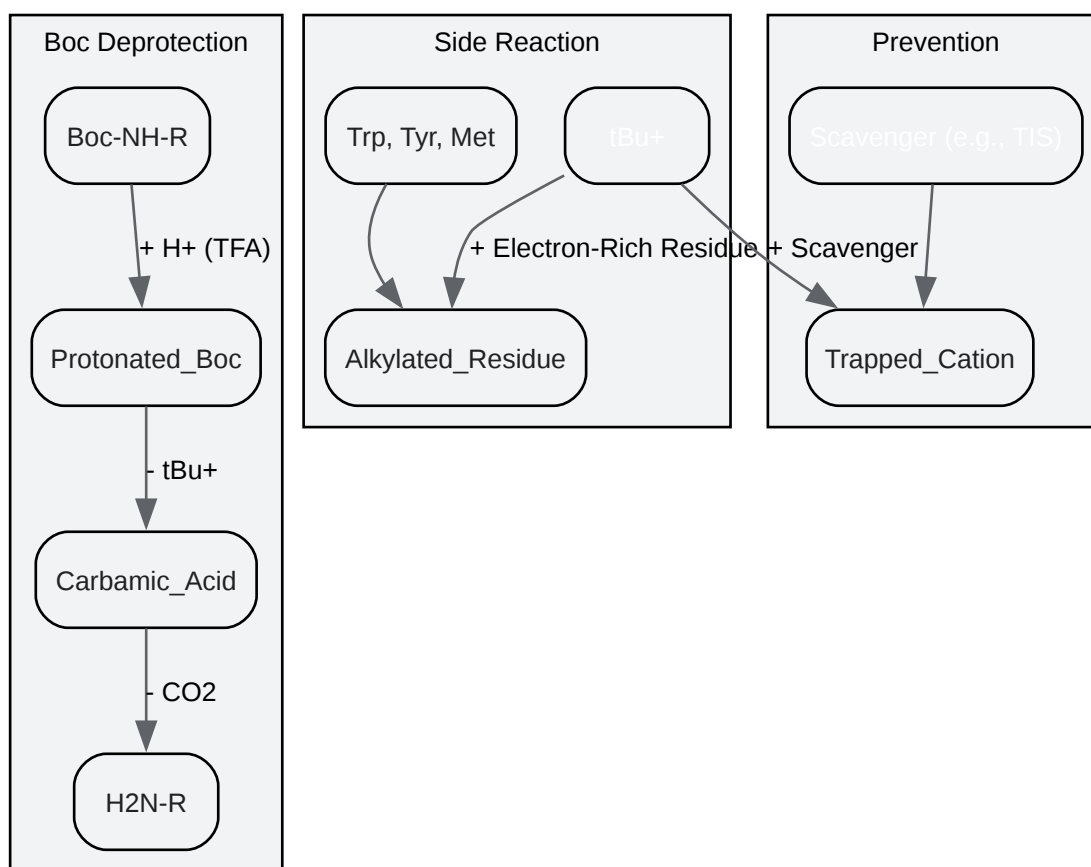 Boc Deprotection
Boc-NH-R
+ H+ (TFA)
Protonated_Boc
- tBu+
Carbamic_Acid
- CO2
H2N-R
Side Reaction
Trp, Tyr, Met
tBu+
+ Electron-Rich Residue
Alkylated_Residue
Prevention
Scavenger (e.g., TIS)
+ Scavenger
Trapped_Cation